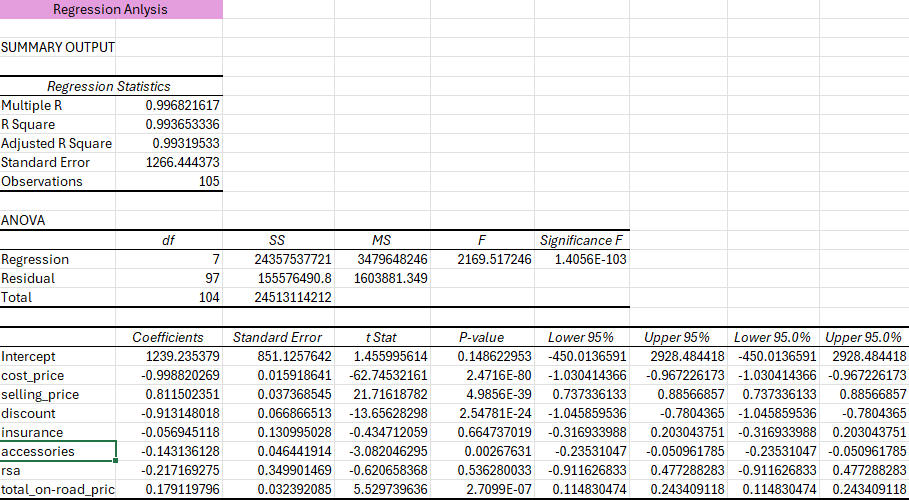 Regression Anlysis
SUMMARY OUTPUT
Regression Statistics
Multiple R 0.996821617
R Square 0.993653336
Adjusted R Square 0.99319533
Standard Error 1266.444373
Observations 105
ANOVA
df SS MS F Significance F
Regression 7 24357537721 3479648246 2169.517246 1.4056E-103
Residual 97 155576490.8 1603881.349
Total 104 24513114212
Coefficients Standard Error t Stat P-value Lower 95% Upper 95% Lower 95.0% Upper 95.0%
Intercept 1239.235379 851.1257642 1.455995614 0.148622953 -450.0136591 2928.484418 -450.0136591 2928.484418
cost_price -0.998820269 0.015918641 -62.74532161 2.4716E-80 -1.030414366 -0.967226173 -1.030414366 -0.967226173
selling_price 0.811502351 0.037368545 21.71618782 4.9856E-39 0.737336133 0.88566857 0.737336133 0.88566857
discount -0.913148018 0.066866513 -13.65628298 2.54781E-24 -1.045859536 -0.7804365 -1.045859536 -0.7804365
insurance -0.056945118 0.130995028 -0.434712059 0.664737019 -0.316933988 0.203043751 -0.316933988 0.203043751
accessories -0.143136128 0.046441914 -3.082046295 0.00267631 -0.23531047 -0.050961785 -0.23531047 -0.050961785
rsa -0.217169275 0.349901469 -0.620658368 0.536280033 -0.911626833 0.477288283 -0.911626833 0.477288283
total_on-road_pric 0.179119796 0.032392085 5.529739636 2.7099E-07 0.114830474 0.243409118 0.114830474 0.243409118